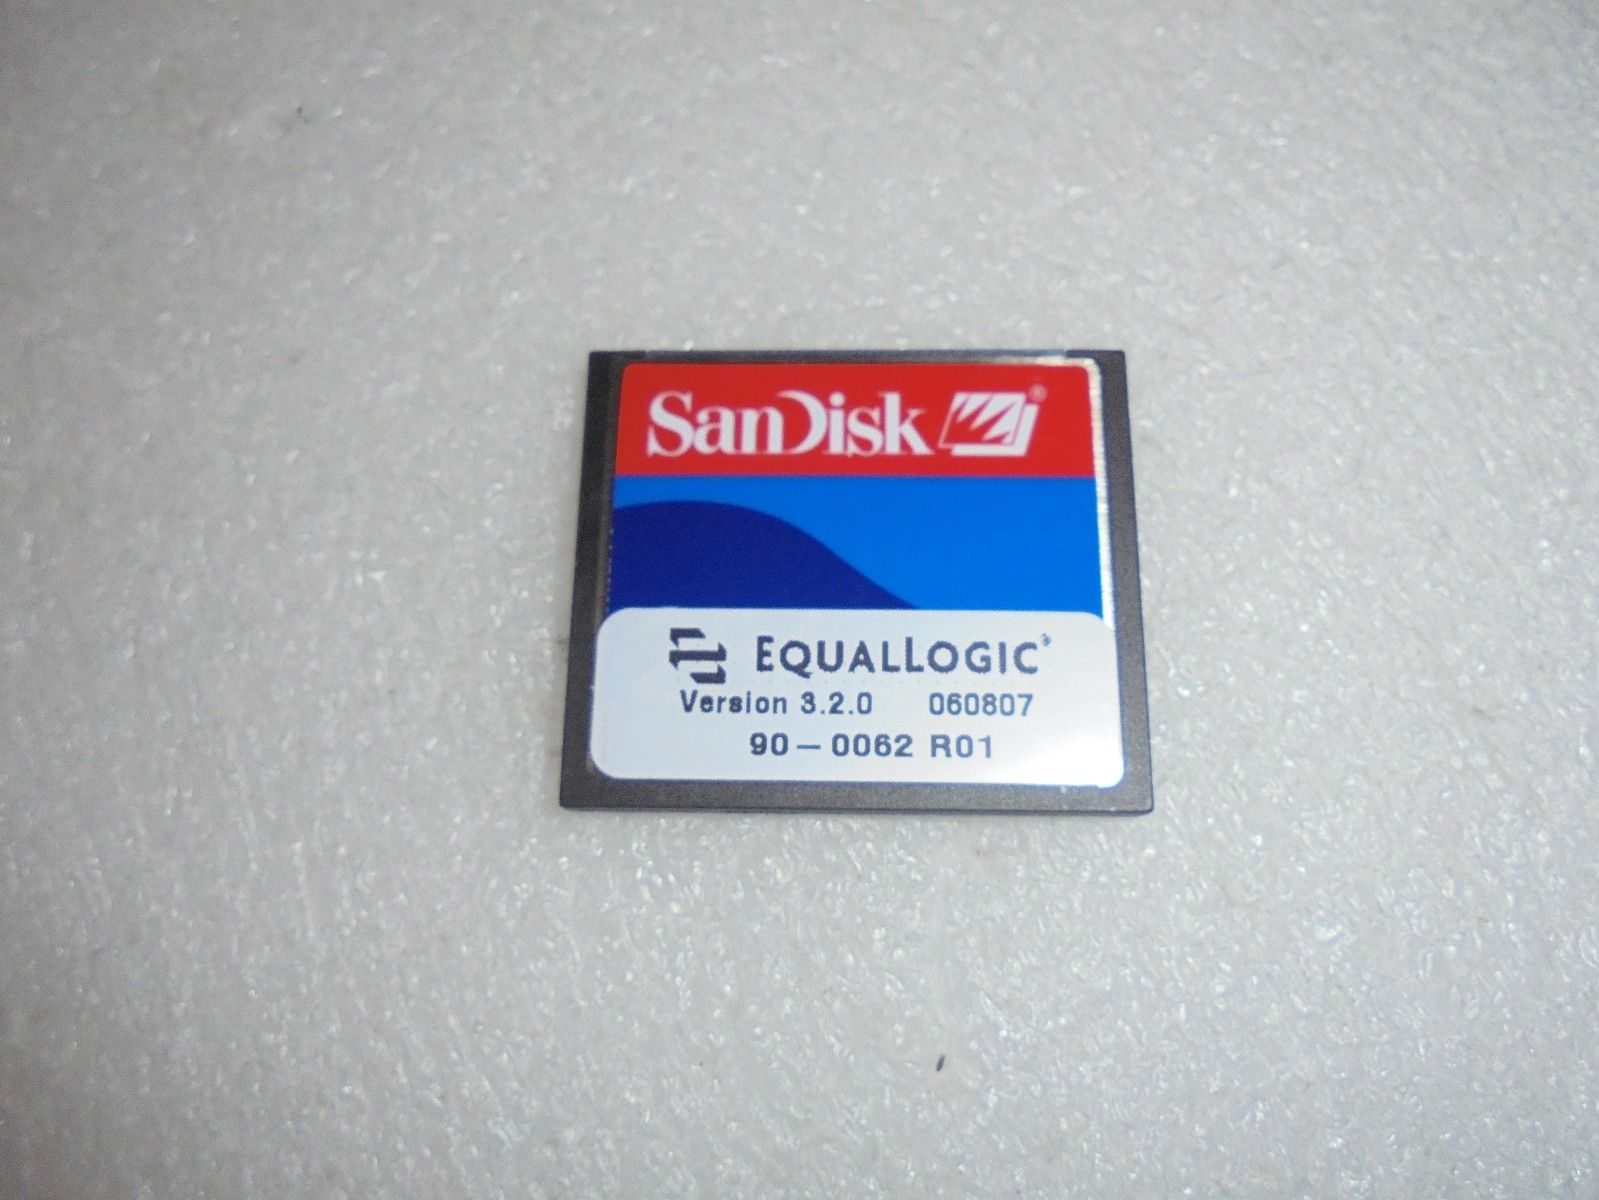 SanDisk ®
EQUALLOGIC®
Version 3.2.0 060807
90-0062 R01